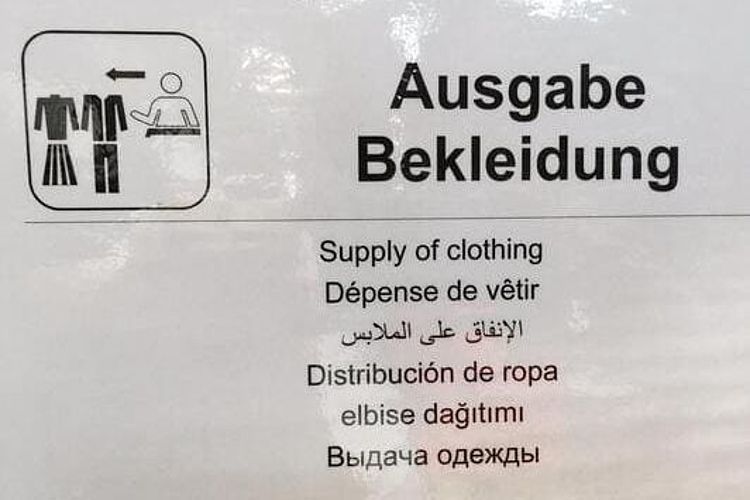 Ausgabe
Bekleidung
Supply of clothing
Dépense de vêtir
الإنفاق على الملابس
Distribución de ropa
elbise dağıtımı
Выдача одежды